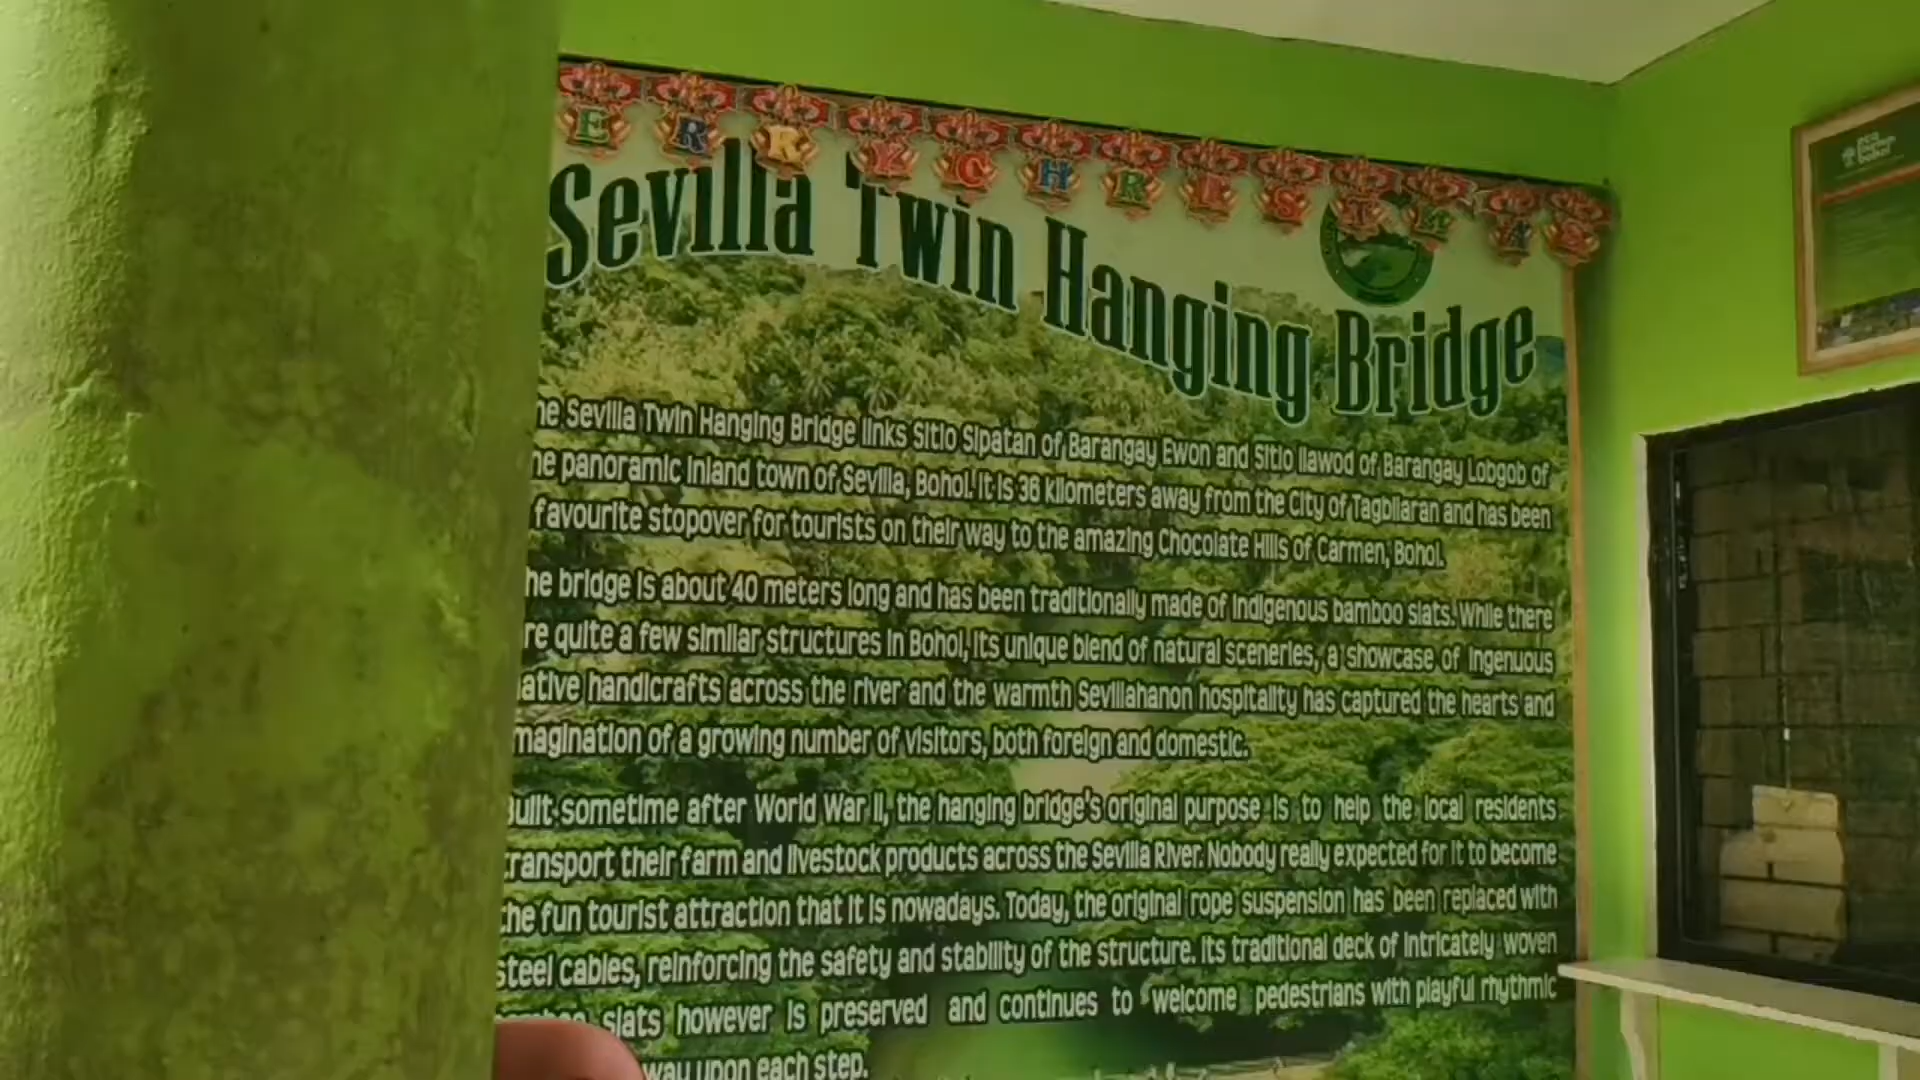 E R R Y C H R I S T M A S
Sevilla Twin Hanging Bridge
he Sevilla Twin Hanging Bridge links Sitio Sipatan of Barangay Ewon and Sitio Ilawod of Barangay Lobgob of
he panoramic inland town of Sevilla, Bohol. It is 36 kilometers away from the City of Tagbilaran and has been
favourite stopover for tourists on their way to the amazing Chocolate Hills of Carmen, Bohol.
he bridge is about 40 meters long and has been traditionally made of indigenous bamboo slats. While there
re quite a few similar structures in Bohol, its unique blend of natural sceneries, a showcase of ingenuous
ative handicrafts across the river and the warmth Sevillahanon hospitality has captured the hearts and
magination of a growing number of visitors, both foreign and domestic.
Built sometime after World War II, the hanging bridge's original purpose is to help the local residents
transport their farm and livestock products across the Sevilla River. Nobody really expected for it to become
the fun tourist attraction that it is nowadays. Today, the original rope suspension has been replaced with
steel cables, reinforcing the safety and stability of the structure. Its traditional deck of intricately woven
slats however is preserved and continues to welcome pedestrians with playful rhythmic
way upon each step.